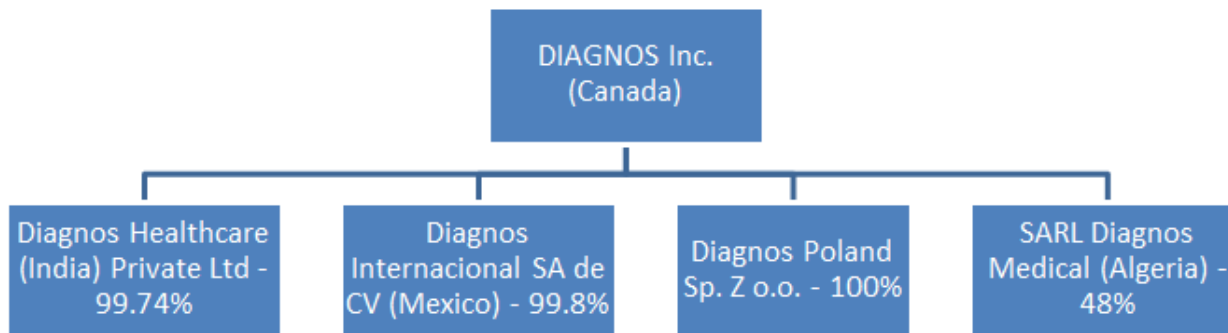 DIAGNOS Inc.
(Canada)
Diagnos Healthcare
(India) Private Ltd -
99.74%
Diagnos
Internacional SA de
CV (Mexico) - 99.8%
Diagnos Poland
Sp. Z o.o. - 100%
SARL Diagnos
Medical (Algeria) -
48%